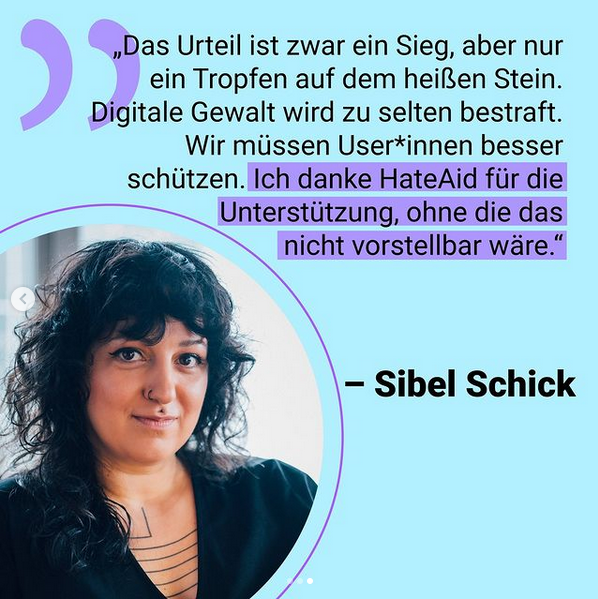 „Das Urteil ist zwar ein Sieg, aber nur
ein Tropfen auf dem heißen Stein.
Digitale Gewalt wird zu selten bestraft.
Wir müssen User*innen besser
schützen. Ich danke HateAid für die
Unterstützung, ohne die das
nicht vorstellbar wäre.“
– Sibel Schick